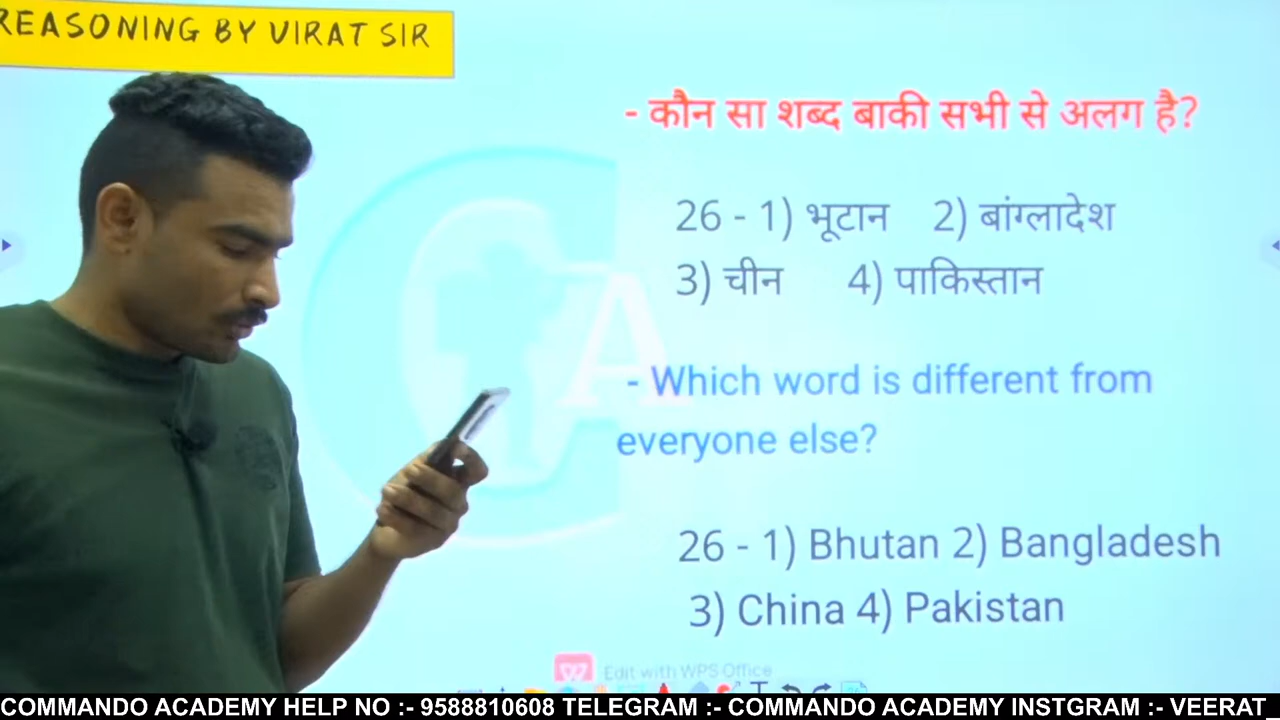 REASONING BY VIRAT SIR
- कौन सा शब्द बाकी सभी से अलग है?
26 - 1) भूटान 2) बांग्लादेश
3) चीन 4) पाकिस्तान
- Which word is different from
everyone else?
26 - 1) Bhutan 2) Bangladesh
3) China 4) Pakistan
Edit with WPS Office
COMMANDO ACADEMY HELP NO :- 9588810608 TELEGRAM :- COMMANDO ACADEMY INSTGRAM :- VEERAT